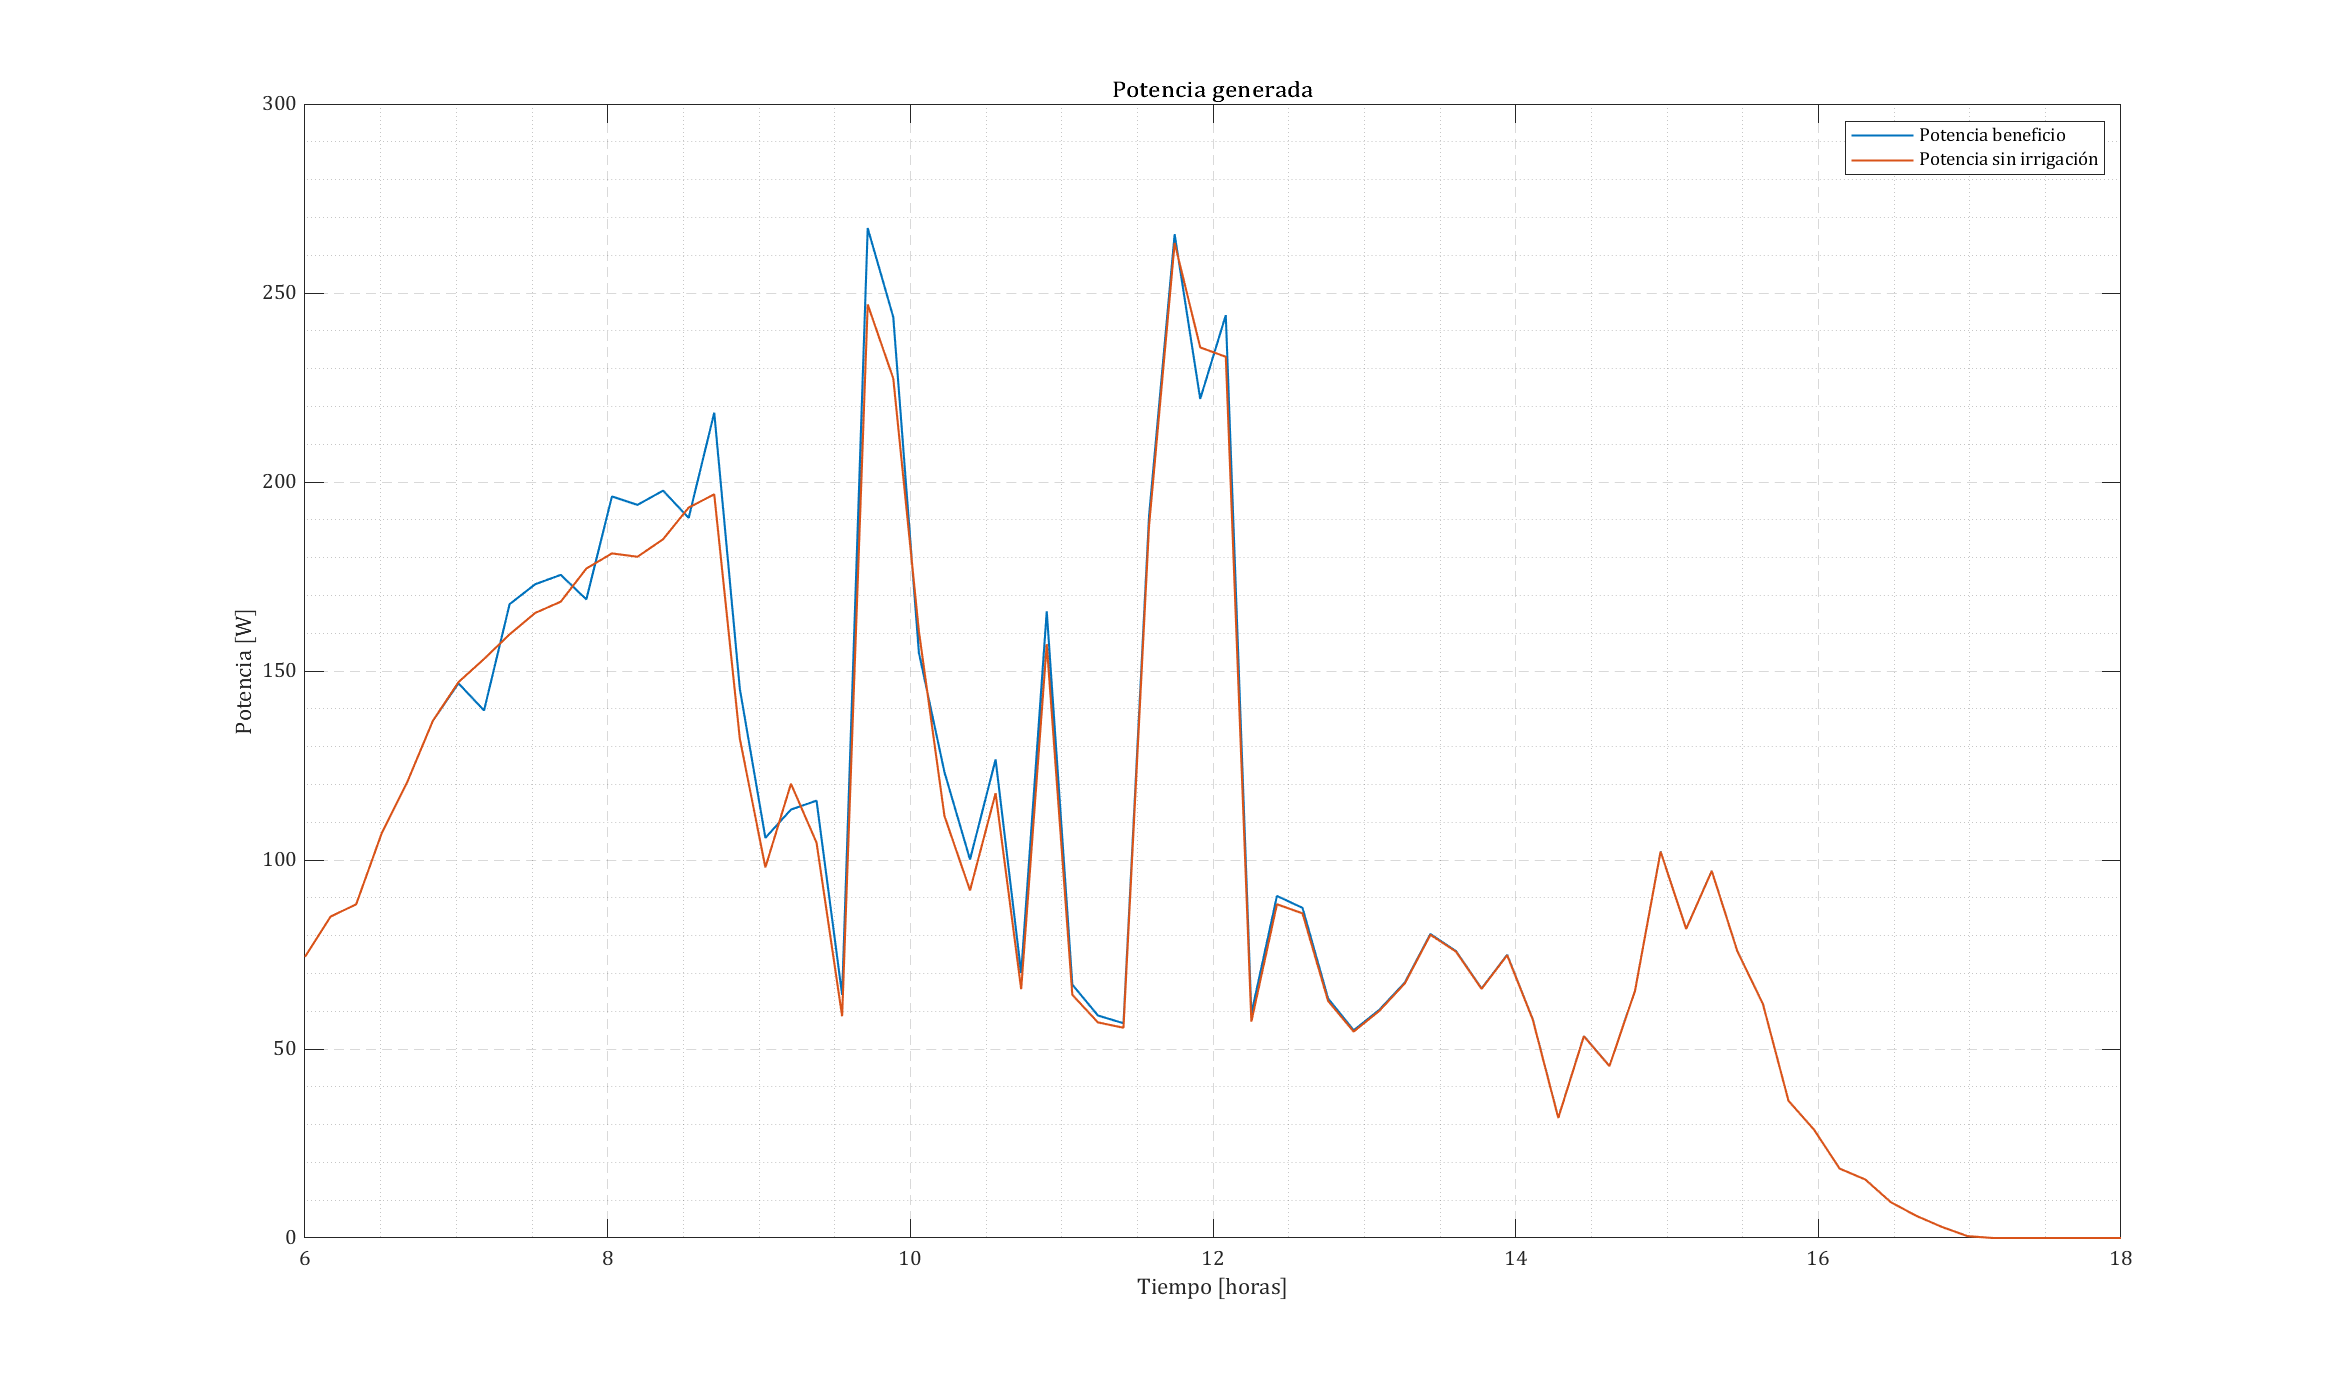 Potencia generada
300
250
200
150
100
50
0
Potencia [W]
Potencia beneficio
Potencia sin irrigación
6 8 10 12 14 16 18
Tiempo [horas]